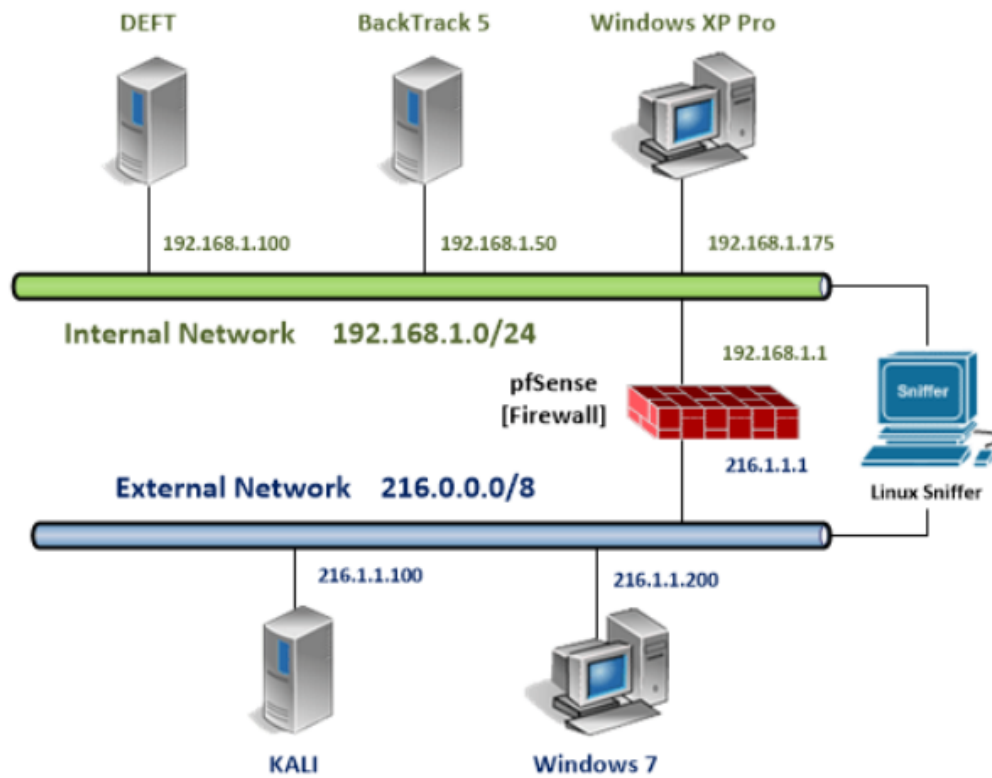 DEFT
BackTrack 5
Windows XP Pro
192.168.1.100
192.168.1.50
192.168.1.175
Internal Network 192.168.1.0/24
192.168.1.1
pfSense
[Firewall]
Sniffer
216.1.1.1
Linux Sniffer
External Network 216.0.0.0/8
216.1.1.100
216.1.1.200
KALI
Windows 7